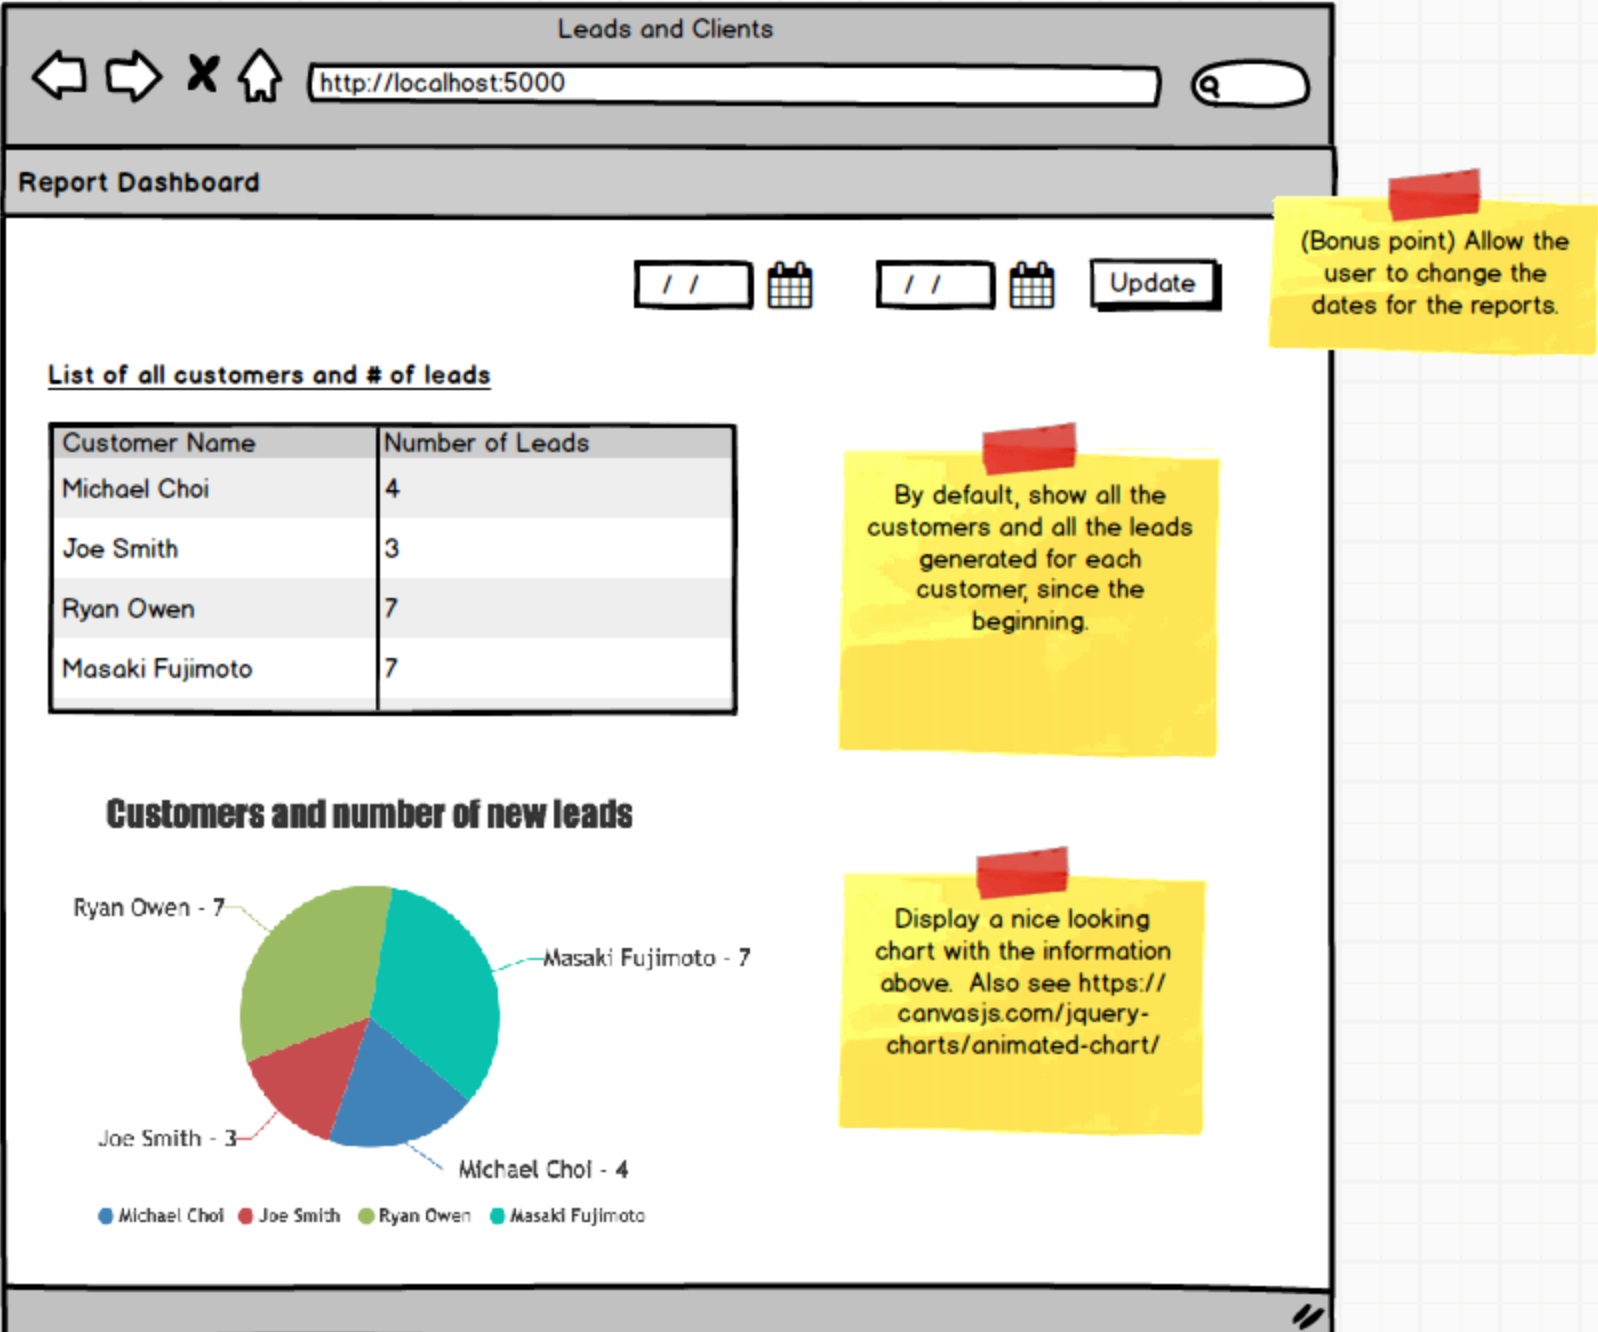 Leads and Clients
http://localhost:5000
Report Dashboard
/ /
/ /
Update
(Bonus point) Allow the
user to change the
dates for the reports.
List of all customers and # of leads
Customer Name Number of Leads
Michael Choi 4
Joe Smith 3
Ryan Owen 7
Masaki Fujimoto 7
By default, show all the
customers and all the leads
generated for each
customer, since the
beginning.
Customers and number of new leads
Ryan Owen - 7
Masaki Fujimoto - 7
Joe Smith - 3
Michael Choi - 4
Michael Choi Joe Smith Ryan Owen Masaki Fujimoto
Display a nice looking
chart with the information
above. Also see https://
canvasjs.com/jquery-
charts/animated-chart/